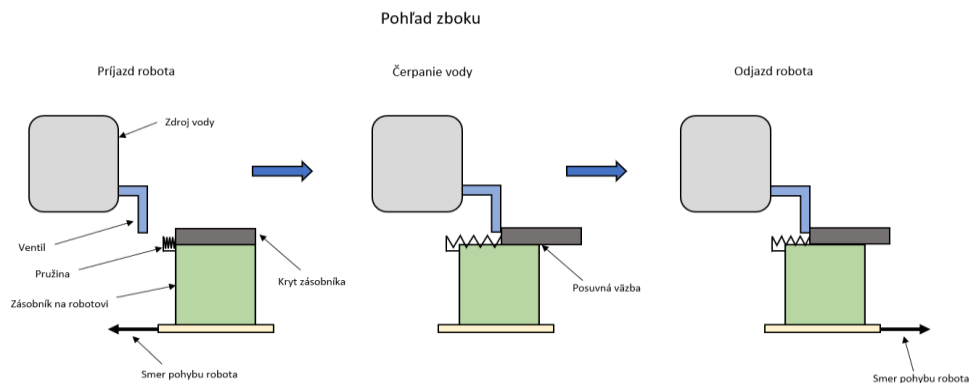 Pohľad zboku
Príjazd robota
Čerpanie vody
Odjazd robota
Zdroj vody
Ventil
Pružina
Zásobník na robotovi
Kryt zásobníka
Smer pohybu robota
Posuvná väzba
Smer pohybu robota